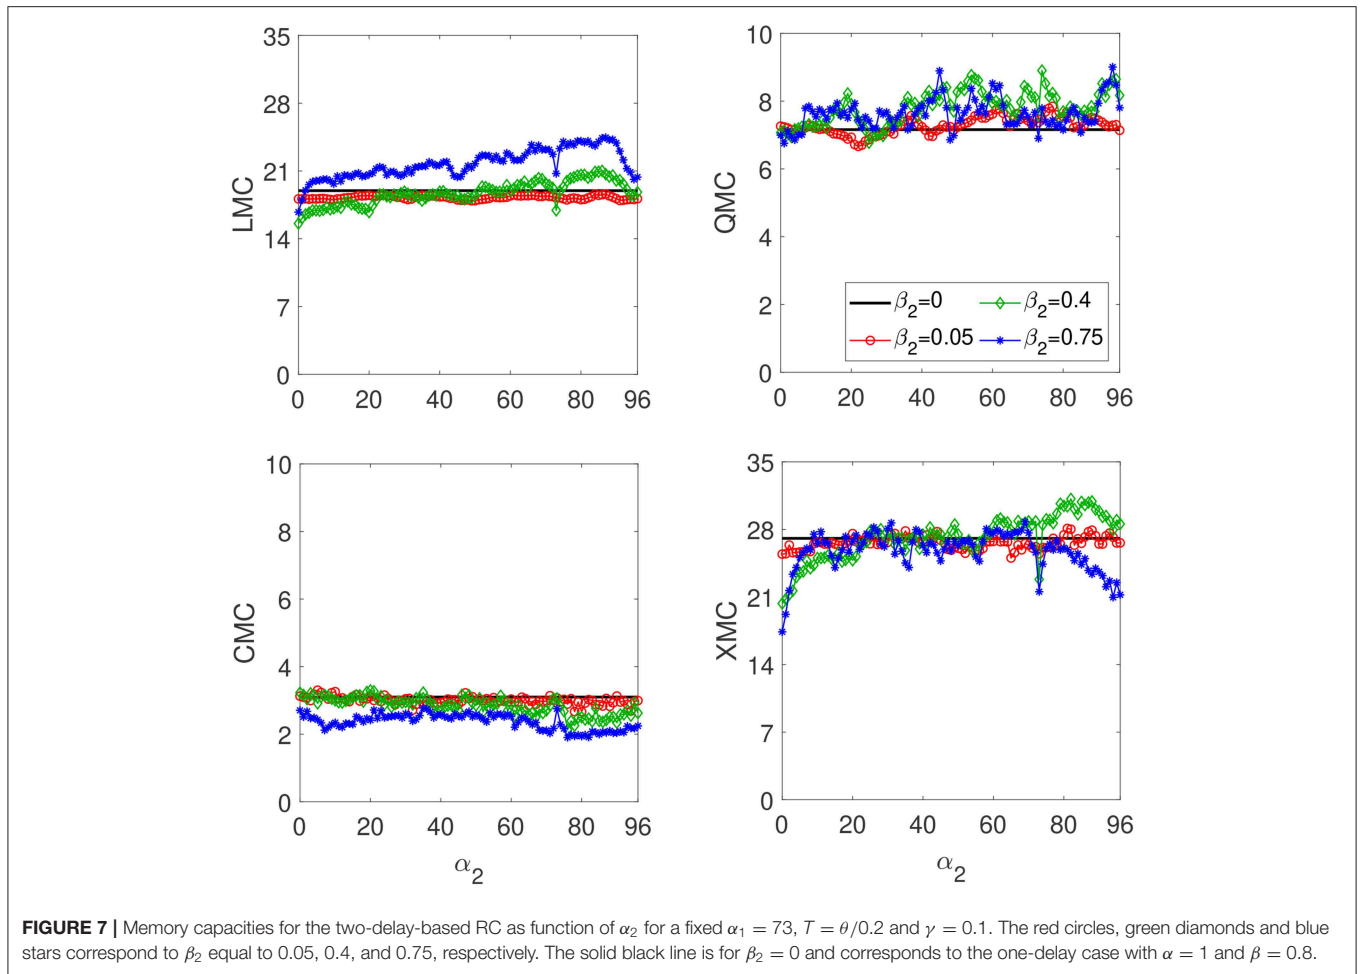 35
28
21
14
7
0
LMC
0 20 40 60 80 96
10
8
6
4
2
0
QMC
β₂=0 β₂=0.4
β₂=0.05 β₂=0.75
0 20 40 60 80 96
10
8
6
4
2
0
CMC
0 20 40 60 80 96
α₂
35
28
21
14
7
0
XMC
0 20 40 60 80 96
α₂
FIGURE 7 | Memory capacities for the two-delay-based RC as function of α₂ for a fixed α₁ = 73, T = θ/0.2 and γ = 0.1. The red circles, green diamonds and blue
stars correspond to β₂ equal to 0.05, 0.4, and 0.75, respectively. The solid black line is for β₂ = 0 and corresponds to the one-delay case with α = 1 and β = 0.8.